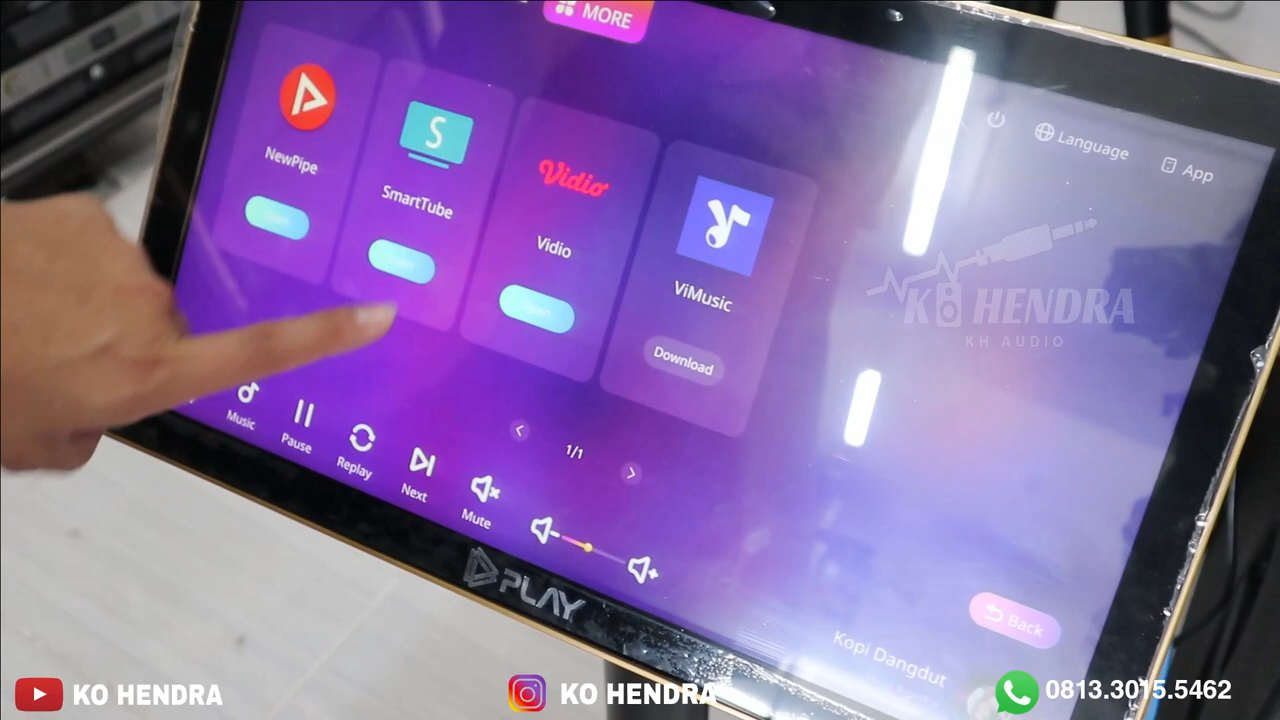 MORE
Language
App
NewPipe
SmartTube
Vidio
Vidio
ViMusic
Open
Download
KO HENDRA
KH AUDIO
Music
Pause
Replay
Next
Mute
1/1
PLAY
Back
Kopi Dangdut
KO HENDRA
KO HENDRA
0813.3015.5462